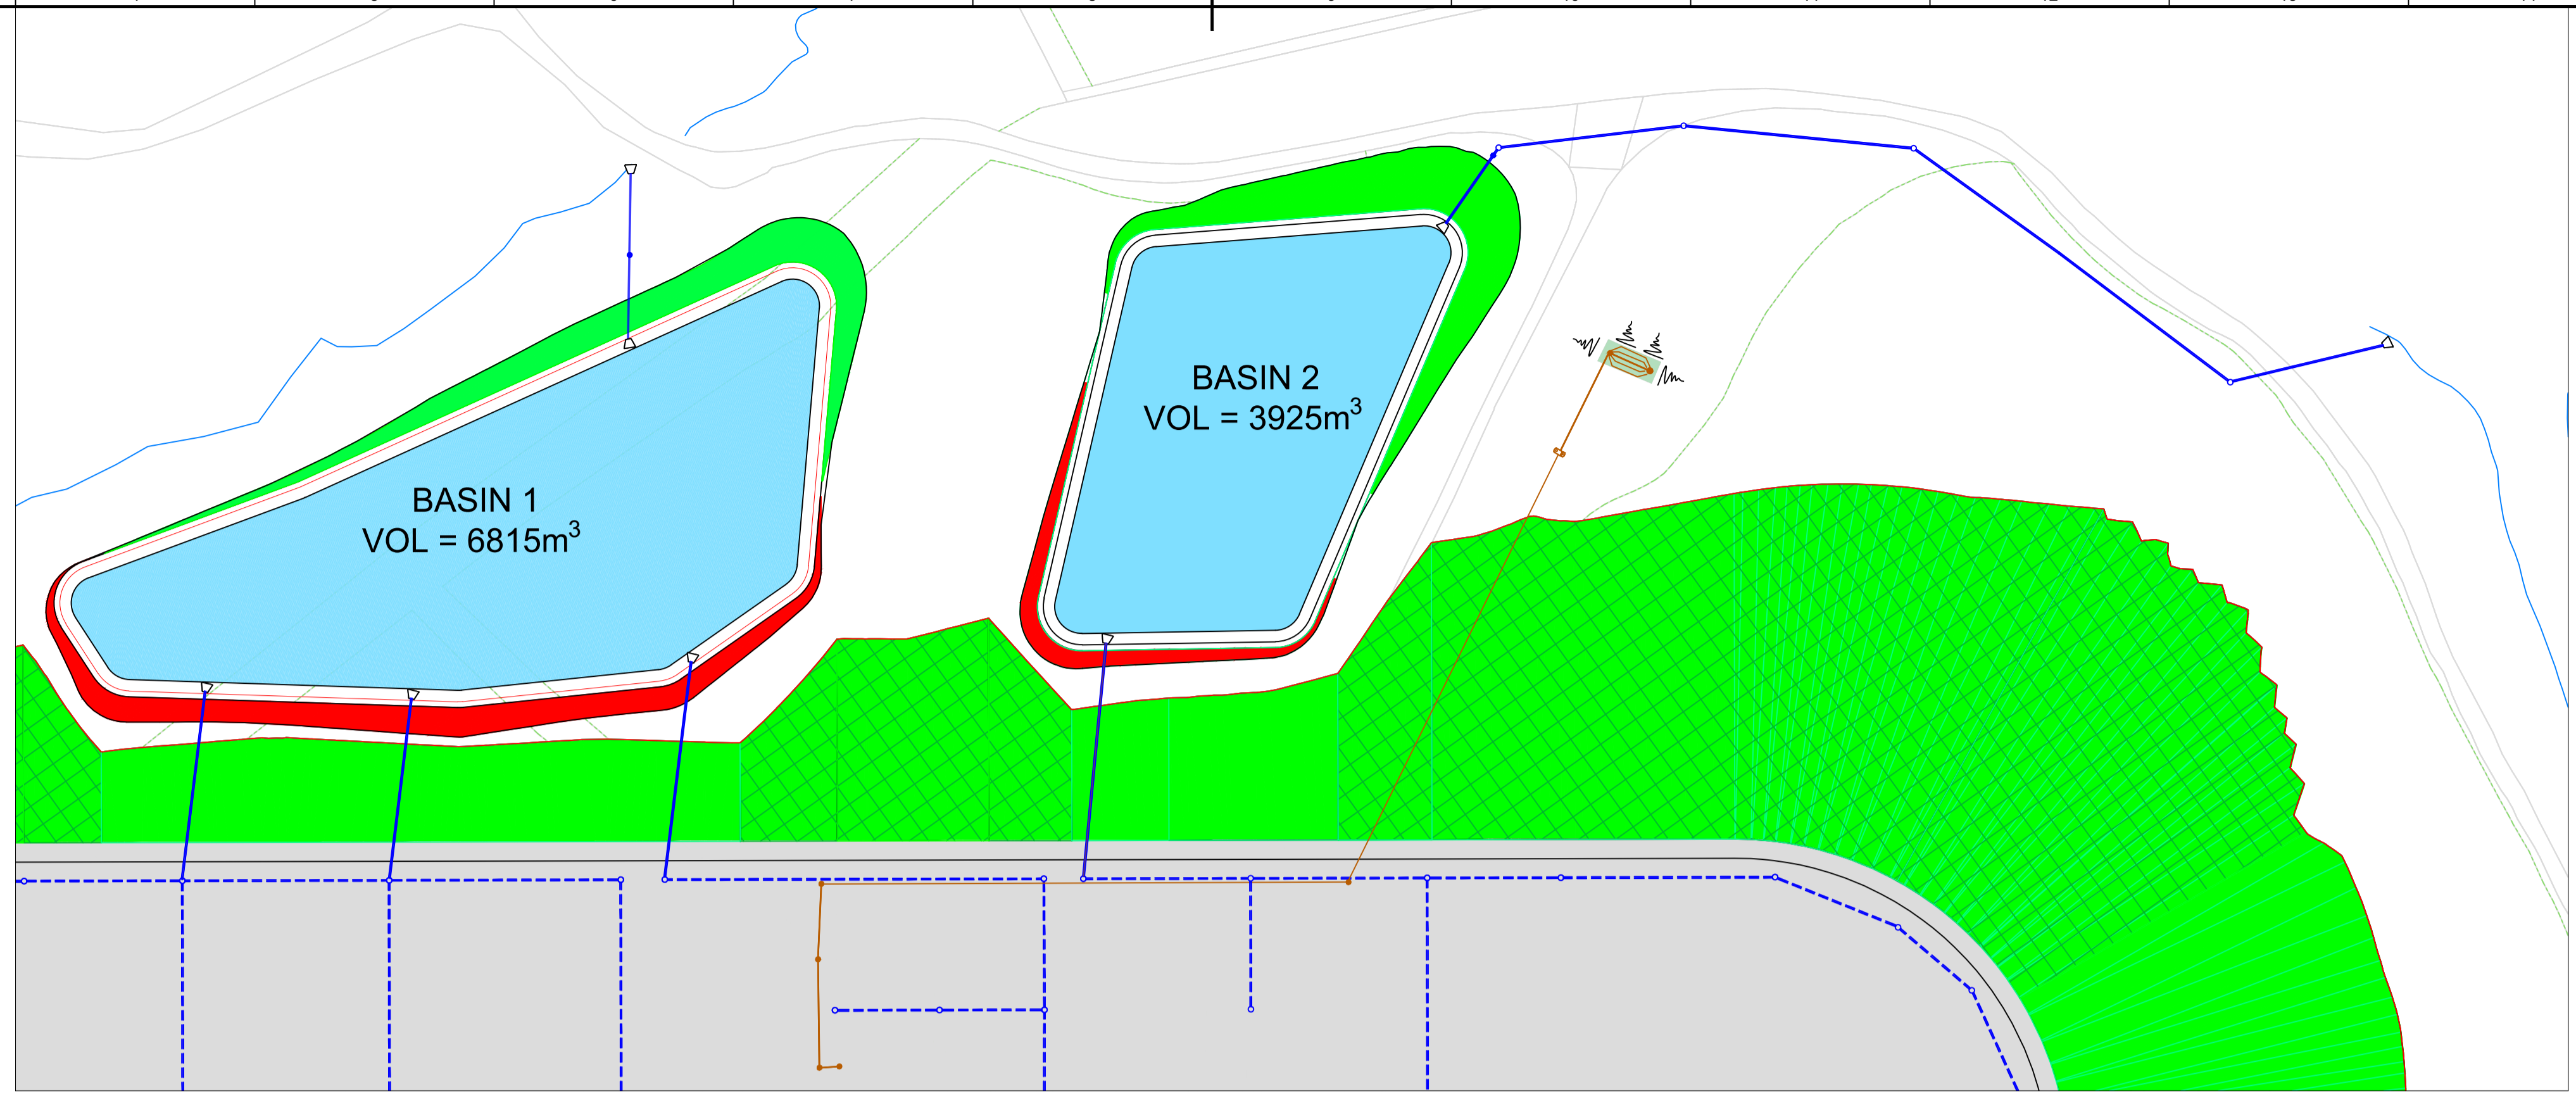 BASIN 1
VOL = 6815m³
BASIN 2
VOL = 3925m³